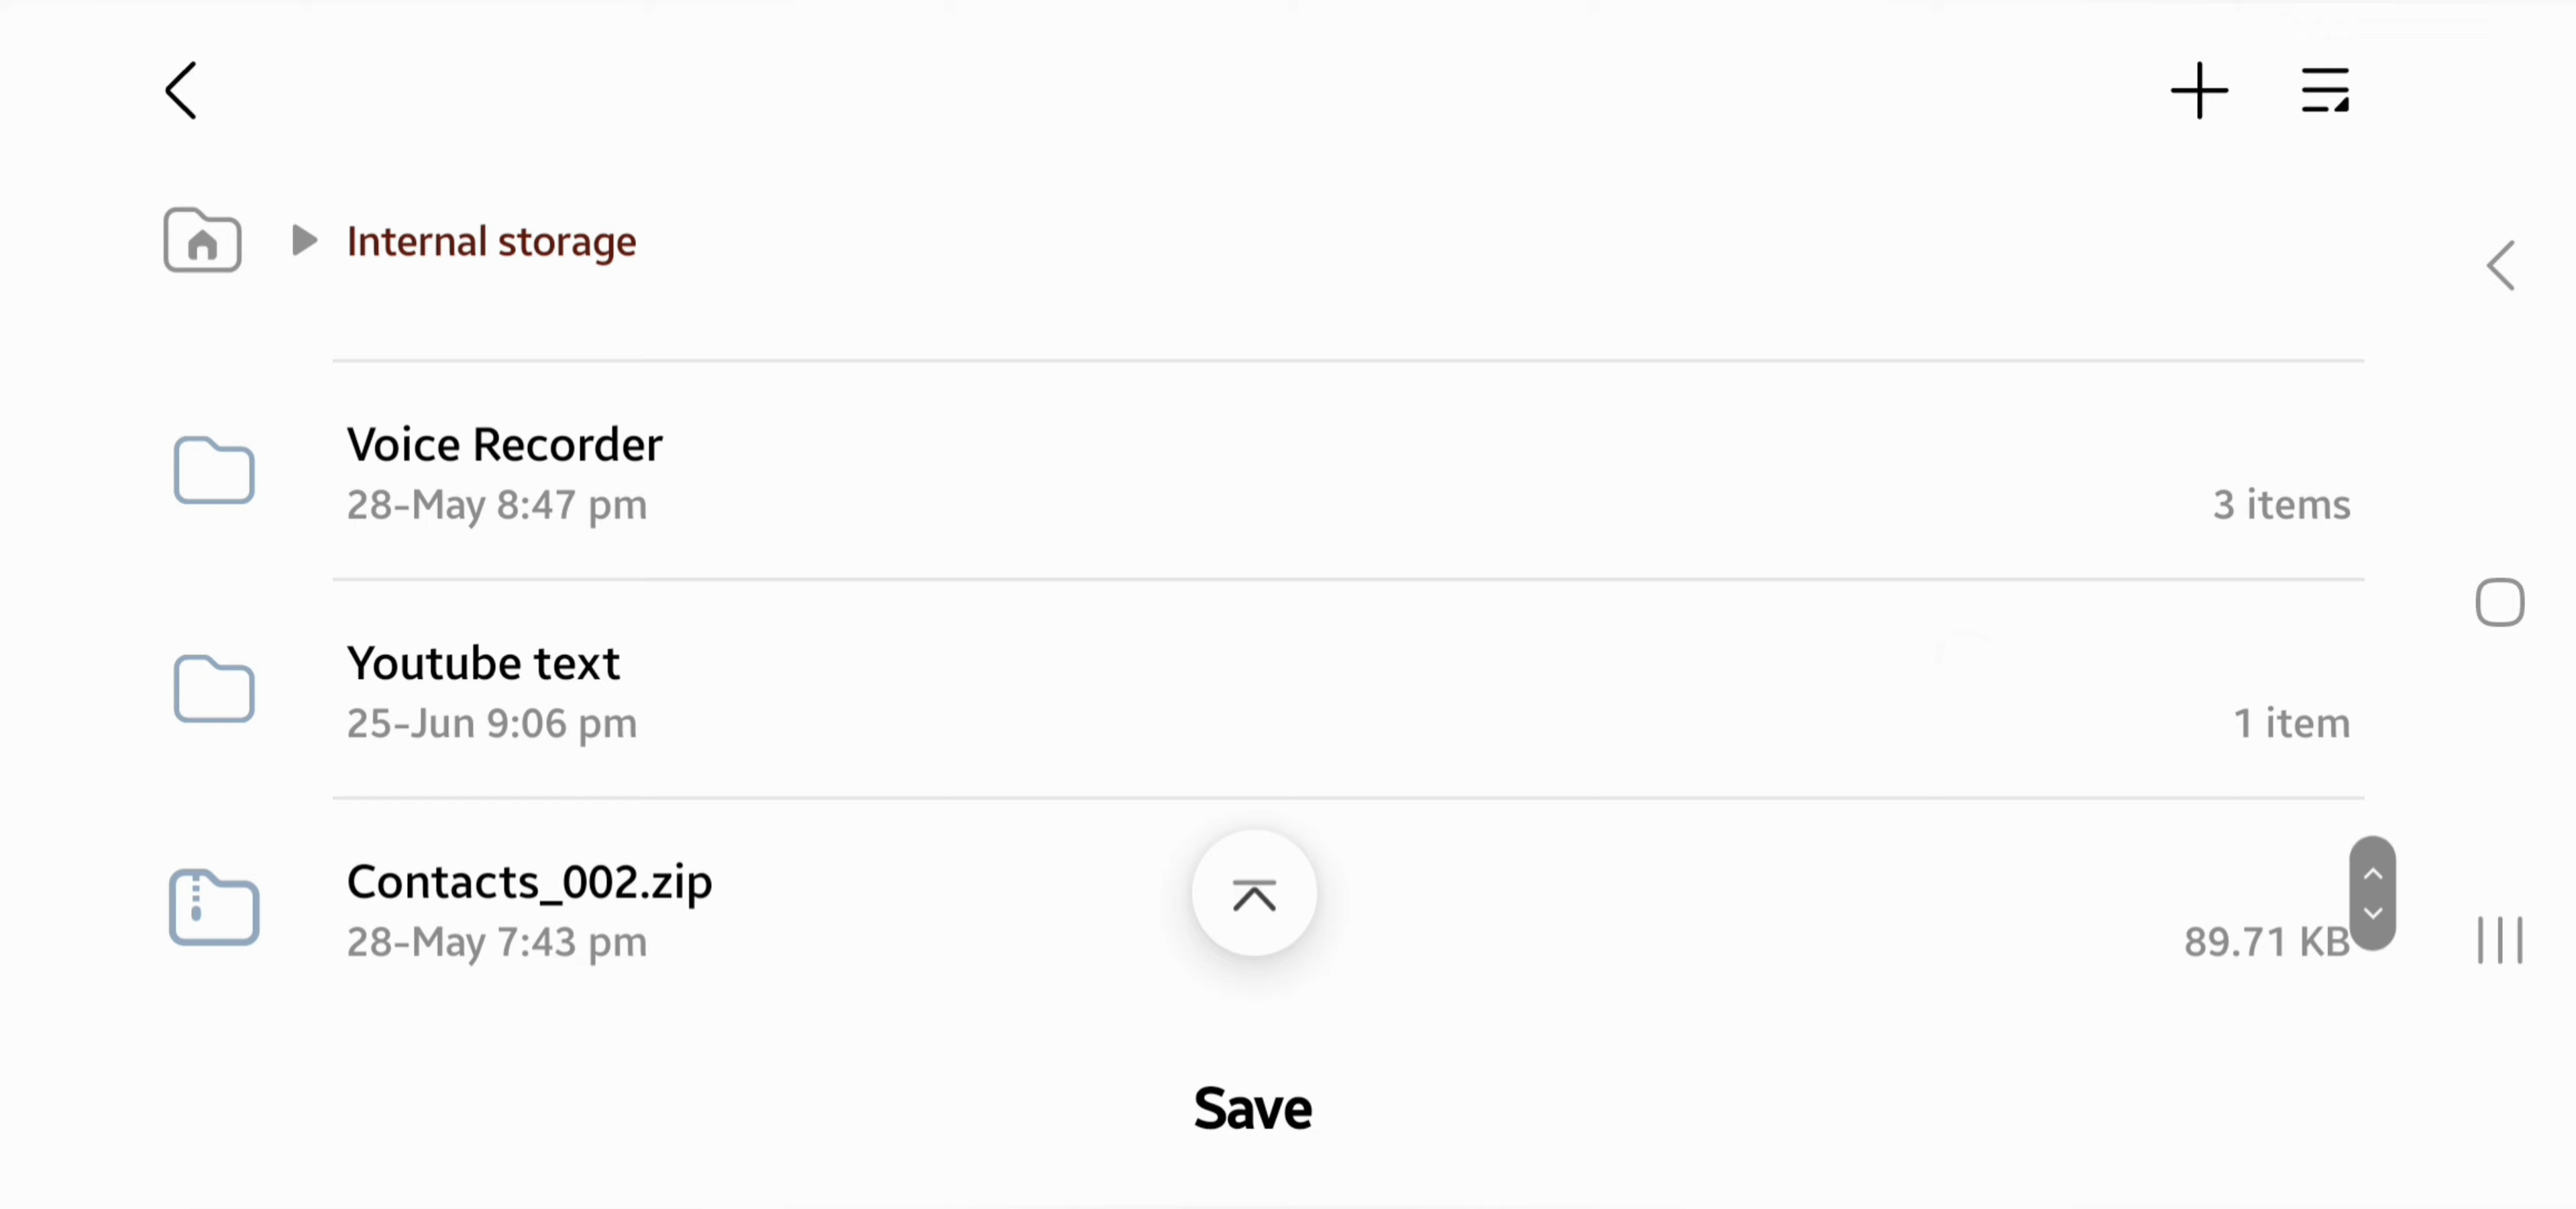 Internal storage
Voice Recorder
28-May 8:47 pm
3 items
Youtube text
25-Jun 9:06 pm
1 item
Contacts_002.zip
28-May 7:43 pm
89.71 KB
Save